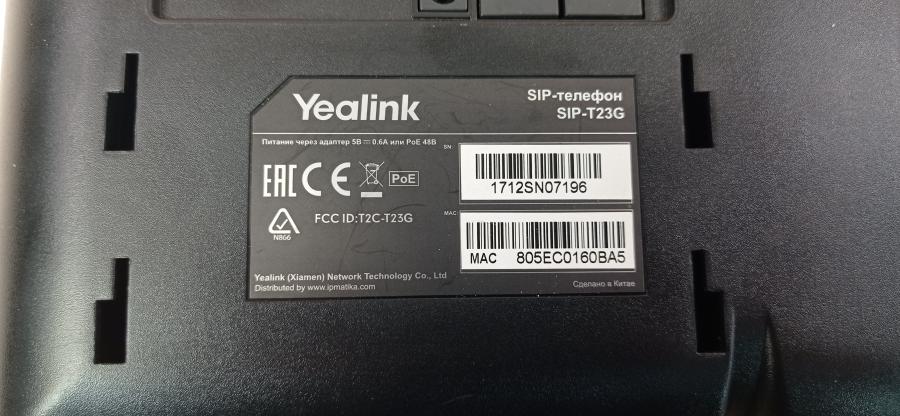 Yealink
SIP-телефон
SIP-T23G
Питание через адаптер 5В ⎓ 0.6А или PoE 48В
SN:
1712SN07196
EAC CE PoE
MAC:
N866
FCC ID:T2C-T23G
MAC 805EC0160BA5
Yealink (Xiamen) Network Technology Co., Ltd
Distributed by www.ipmatika.com
Сделано в Китае